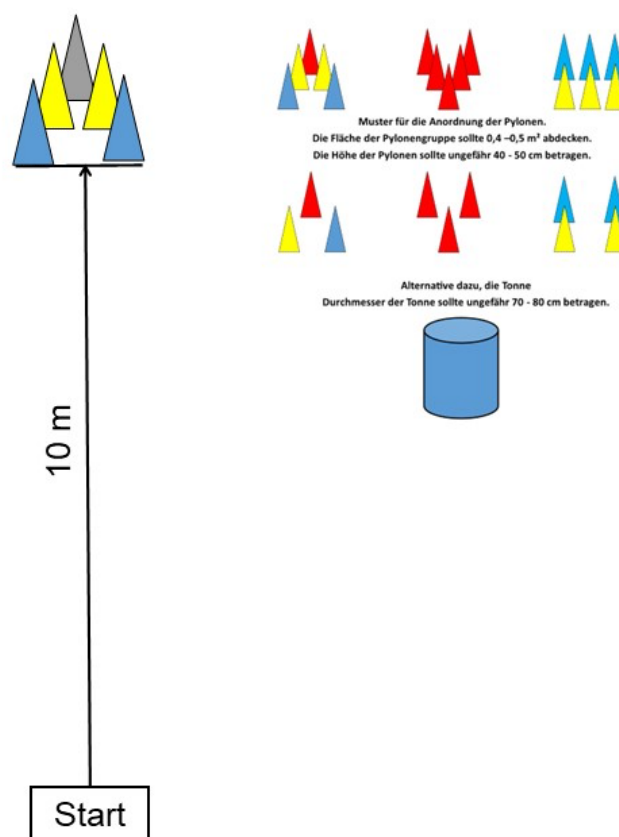 Muster für die Anordnung der Pylonen.
Die Fläche der Pylonengruppe sollte 0,4 –0,5 m² abdecken.
Die Höhe der Pylonen sollte ungefähr 40 - 50 cm betragen.
Alternative dazu, die Tonne
Durchmesser der Tonne sollte ungefähr 70 - 80 cm betragen.
10 m
Start